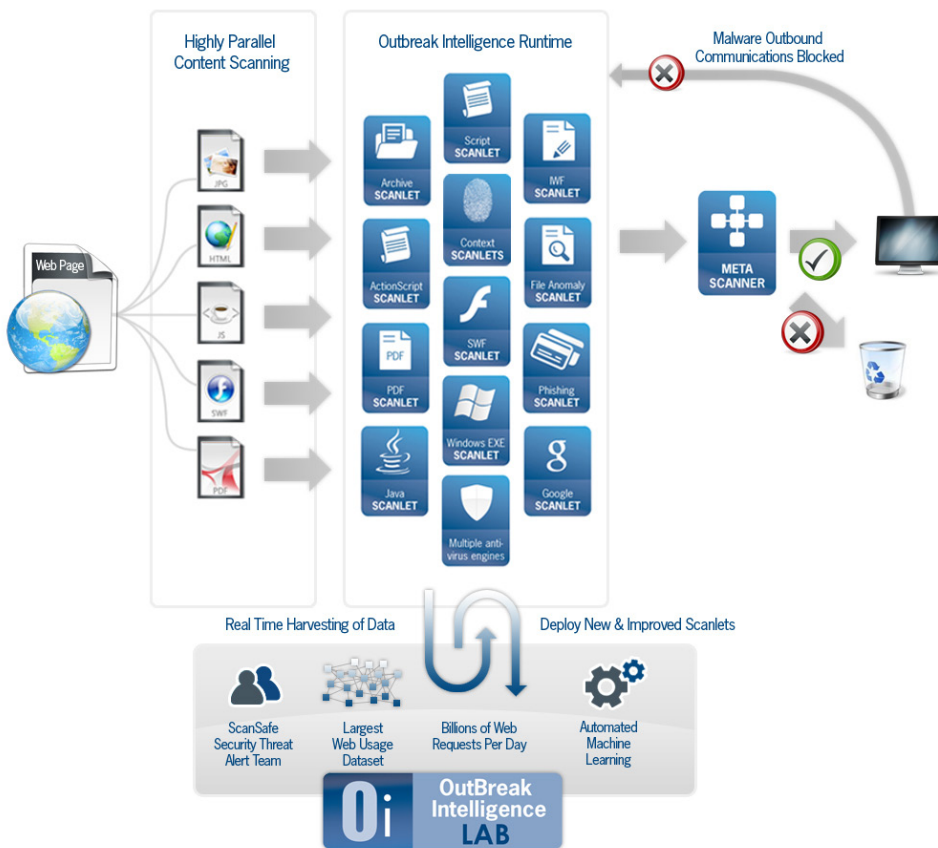 Highly Parallel
Content Scanning
Outbreak Intelligence Runtime
Malware Outbound
Communications Blocked
Web Page
JPG
HTML
JS
SWF
PDF
Script
SCANLET
Archive
SCANLET
IWF
SCANLET
Context
SCANLETS
ActionScript
SCANLET
File Anomaly
SCANLET
SWF
SCANLET
PDF
PDF
SCANLET
Phishing
SCANLET
Windows EXE
SCANLET
Java
Java
SCANLET
g
Google
SCANLET
Multiple anti-
virus engines
META
SCANNER
Real Time Harvesting of Data
Deploy New & Improved Scanlets
ScanSafe
Security Threat
Alert Team
Largest
Web Usage
Dataset
Billions of Web
Requests Per Day
Automated
Machine
Learning
Oi
OutBreak
Intelligence
LAB